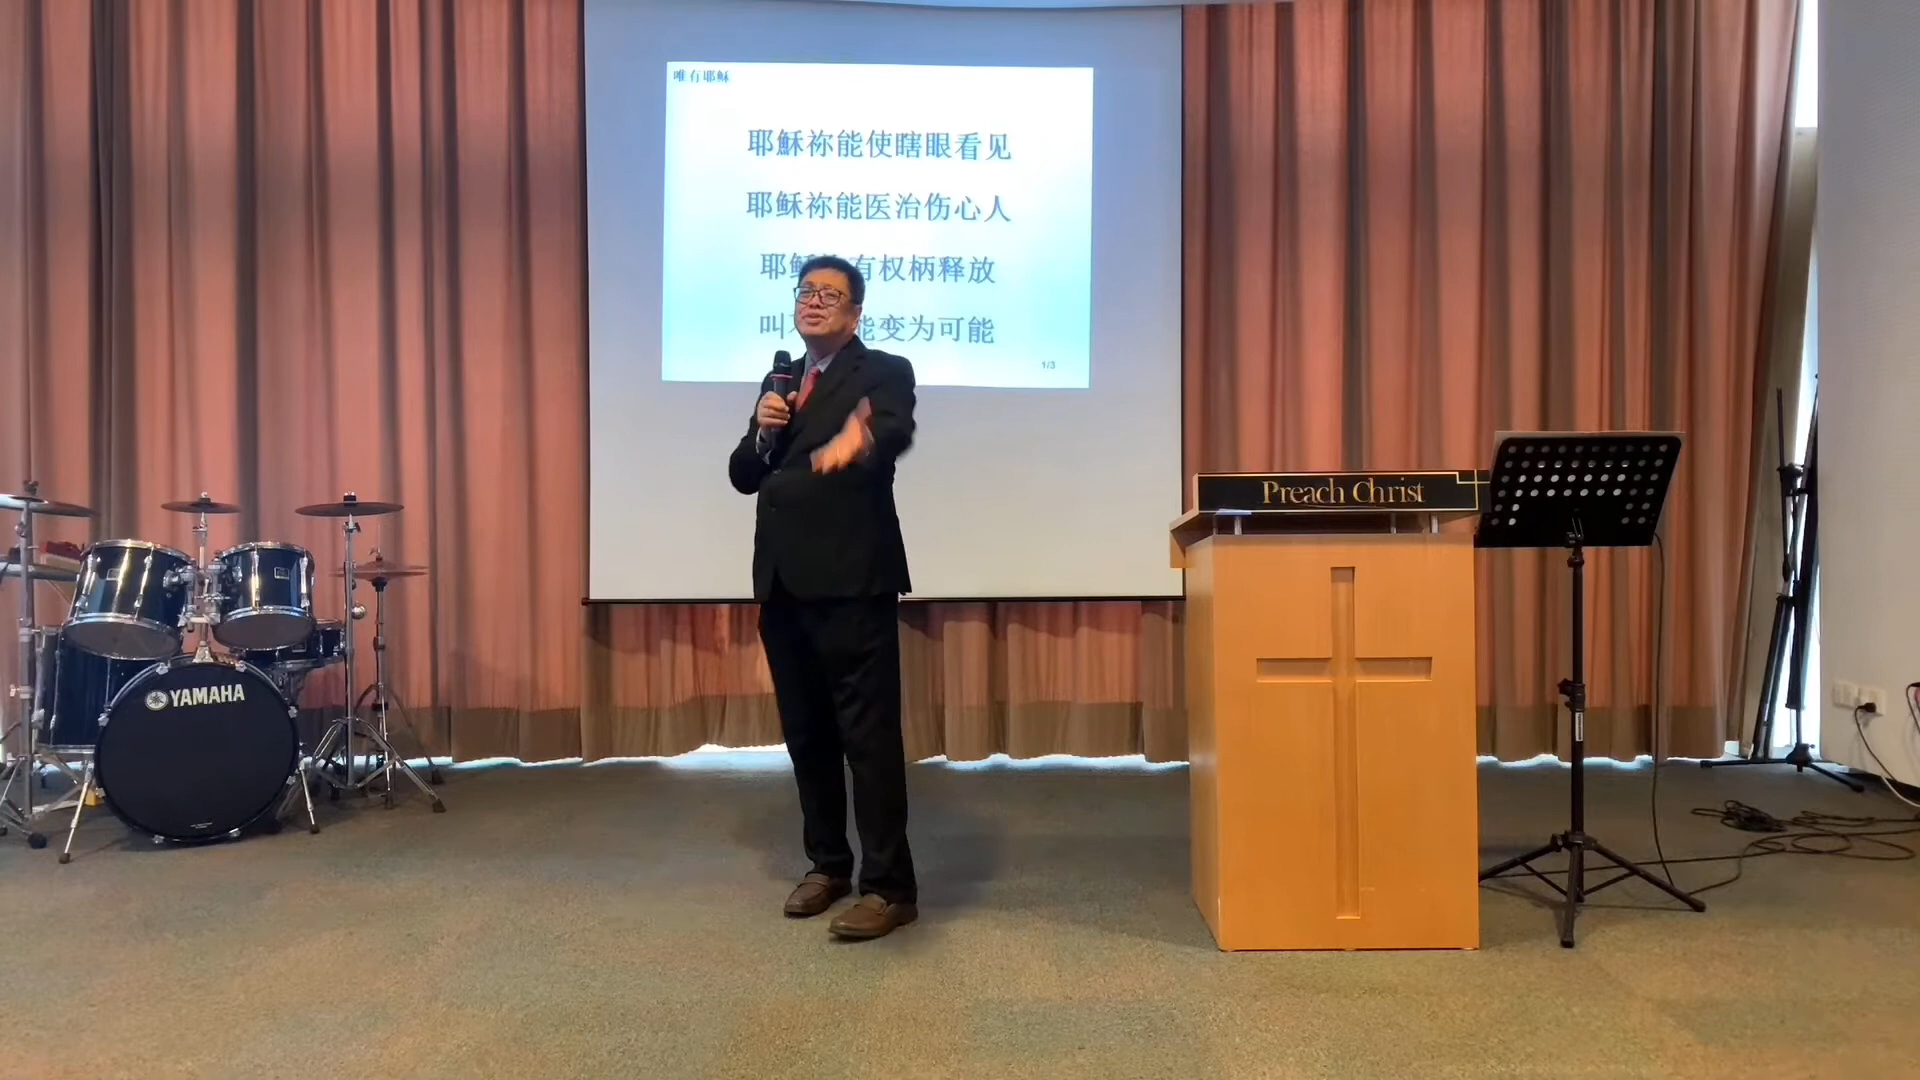 唯有耶稣
耶穌祢能使瞎眼看见
耶稣祢能医治伤心人
耶稣 有权柄释放
叫 能变为可能
1/3
Preach Christ
YAMAHA